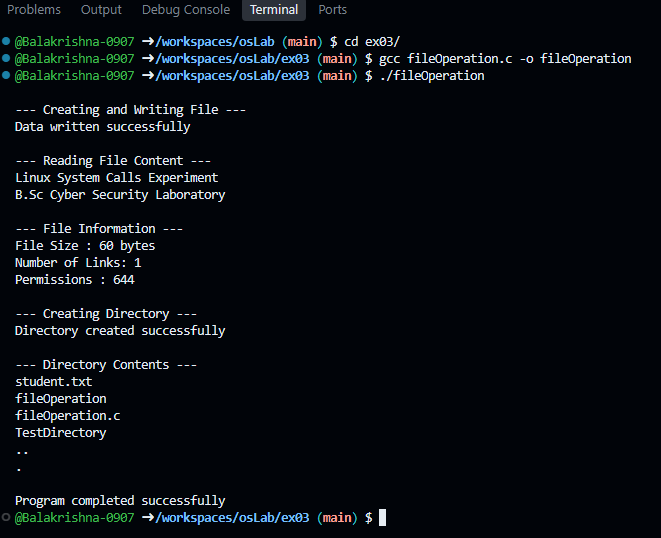 Problems Output Debug Console Terminal Ports
@Balakrishna-0907 ➜/workspaces/osLab (main) $ cd ex03/
@Balakrishna-0907 ➜/workspaces/osLab/ex03 (main) $ gcc fileOperation.c -o fileOperation
@Balakrishna-0907 ➜/workspaces/osLab/ex03 (main) $ ./fileOperation
--- Creating and Writing File ---
Data written successfully
--- Reading File Content ---
Linux System Calls Experiment
B.Sc Cyber Security Laboratory
--- File Information ---
File Size : 60 bytes
Number of Links: 1
Permissions : 644
--- Creating Directory ---
Directory created successfully
--- Directory Contents ---
student.txt
fileOperation
fileOperation.c
TestDirectory
..
.
Program completed successfully
@Balakrishna-0907 ➜/workspaces/osLab/ex03 (main) $